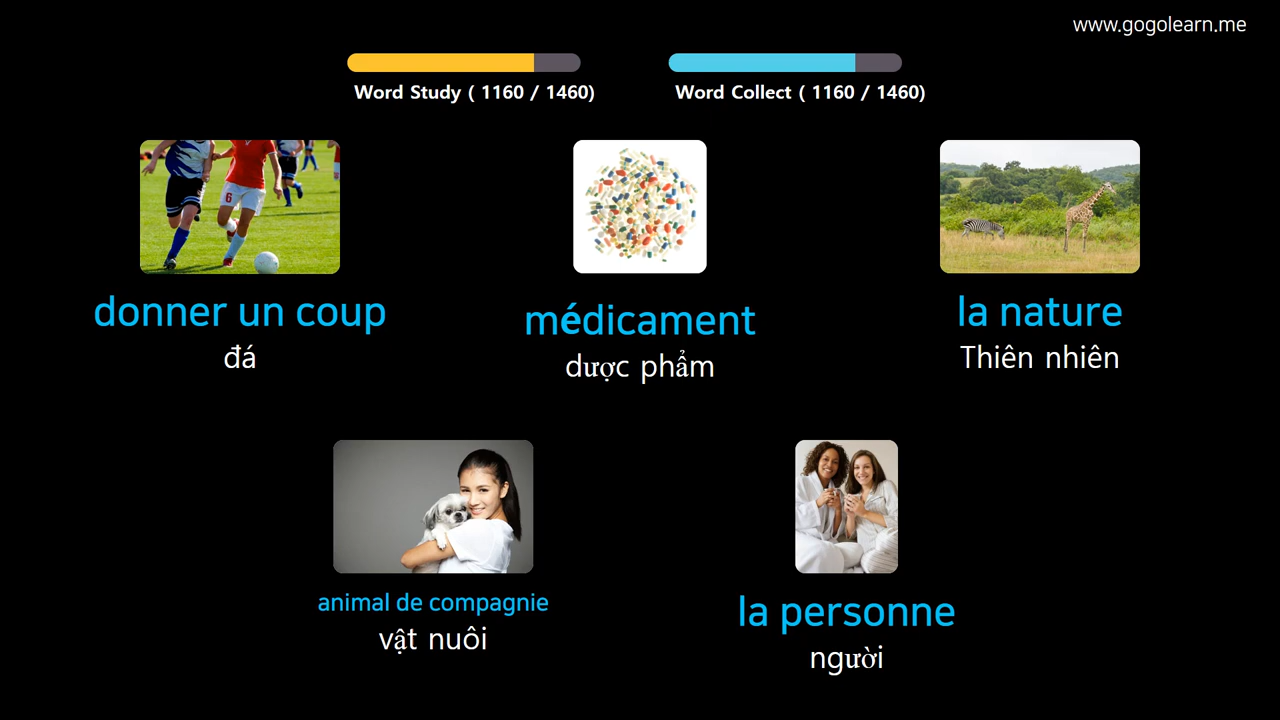 www.gogolearn.me
Word Study ( 1160 / 1460)
Word Collect ( 1160 / 1460)
donner un coup
đá
médicament
dược phẩm
la nature
Thiên nhiên
animal de compagnie
vật nuôi
la personne
người
6